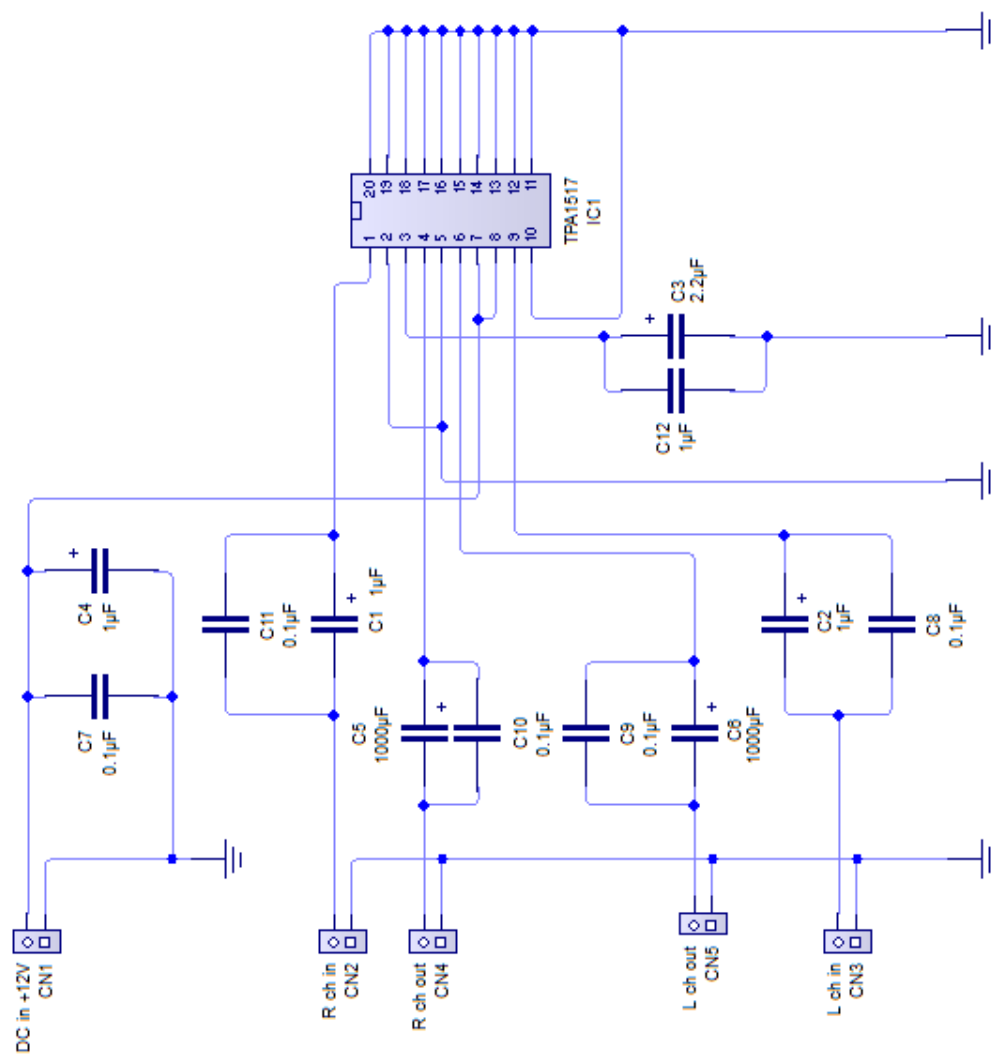 DC in +12V
CN1
C7
0.1µF
C4
1µF
C11
0.1µF
R ch in
CN2
C1 1µF
C5
1000µF
R ch out
CN4
1 20
2 19
3 18
4 17
5 16
6 15
7 14
8 13
9 12
10 11
TPA1517
IC1
C10
0.1µF
C9
0.1µF
C12
1µF
C3
2.2µF
L ch out
CN5
C6
1000µF
L ch in
CN3
C2
1µF
C8
0.1µF